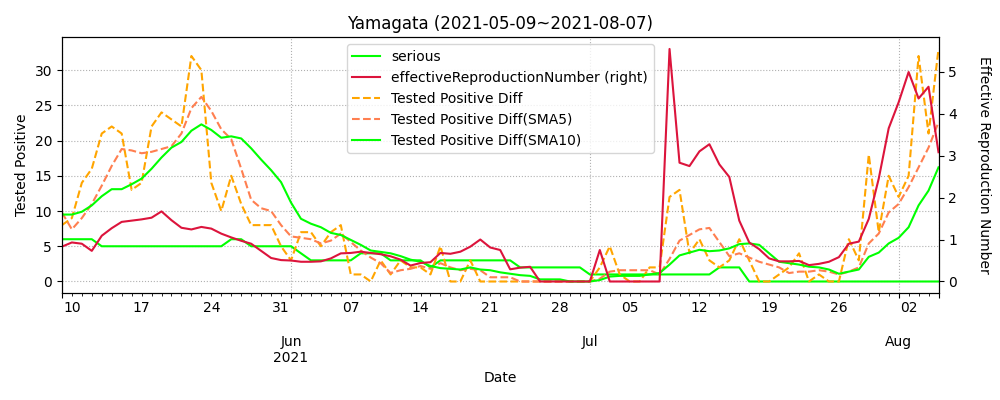 Yamagata (2021-05-09~2021-08-07)
serious
effectiveReproductionNumber (right)
Tested Positive Diff
Tested Positive Diff(SMA5)
Tested Positive Diff(SMA10)
Tested Positive
30
25
20
15
10
5
0
5
4
3
2
1
0
Effective Reproduction Number
10 17 24 31 07 14 21 28 05 12 19 26 02
Jun Jul Aug
2021
Date